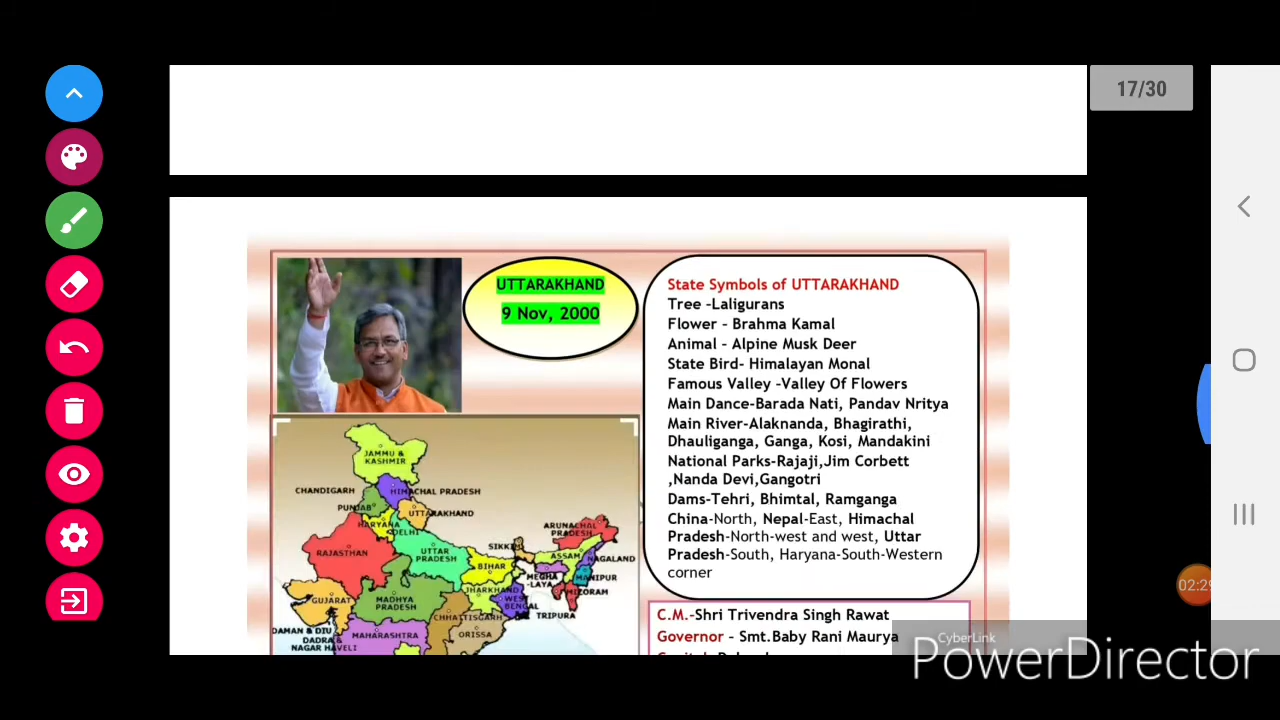 17/30
UTTARAKHAND
9 Nov, 2000
State Symbols of UTTARAKHAND
Tree -Laligurans
Flower - Brahma Kamal
Animal - Alpine Musk Deer
State Bird- Himalayan Monal
Famous Valley -Valley Of Flowers
Main Dance-Barada Nati, Pandav Nritya
Main River-Alaknanda, Bhagirathi,
Dhauliganga, Ganga, Kosi, Mandakini
National Parks-Rajaji,Jim Corbett
,Nanda Devi,Gangotri
Dams-Tehri, Bhimtal, Ramganga
China-North, Nepal-East, Himachal
Pradesh-North-west and west, Uttar
Pradesh-South, Haryana-South-Western
corner
C.M.-Shri Trivendra Singh Rawat
Governor - Smt.Baby Rani Maurya
JAMMU &
KASHMIR
CHANDIGARH
HIMACHAL PRADESH
PUNJAB
UTTARAKHAND
HARYANA
DELHI
RAJASTHAN
UTTAR
PRADESH
SIKKIM
ARUNACHAL
PRADESH
ASSAM
NAGALAND
BIHAR
MEGHA
-LAYA
MANIPUR
MIZORAM
TRIPURA
JHARKHAND
WEST
BENGAL
GUJARAT
MADHYA
PRADESH
CHHATTISGARH
ORISSA
DAMAN & DIU
DADRA &
NAGAR HAVELI
MAHARASHTRA
02:29
CyberLink
PowerDirector